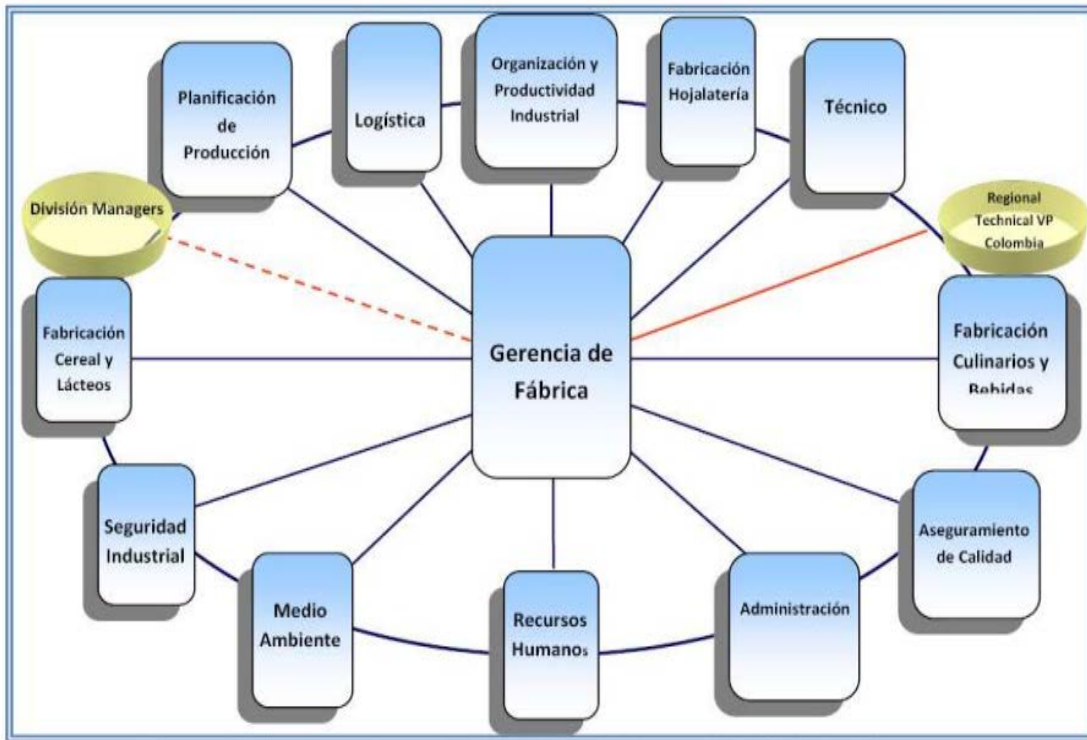 Planificación
de
Producción
Logística
Organización y
Productividad
Industrial
Fabricación
Hojalatería
Técnico
División Managers
Regional
Technical VP
Colombia
Fabricación
Cereal y
Lácteos
Gerencia de
Fábrica
Fabricación
Culinarios y
Bebidas
Seguridad
Industrial
Aseguramiento
de Calidad
Medio
Ambiente
Recursos
Humanos
Administración